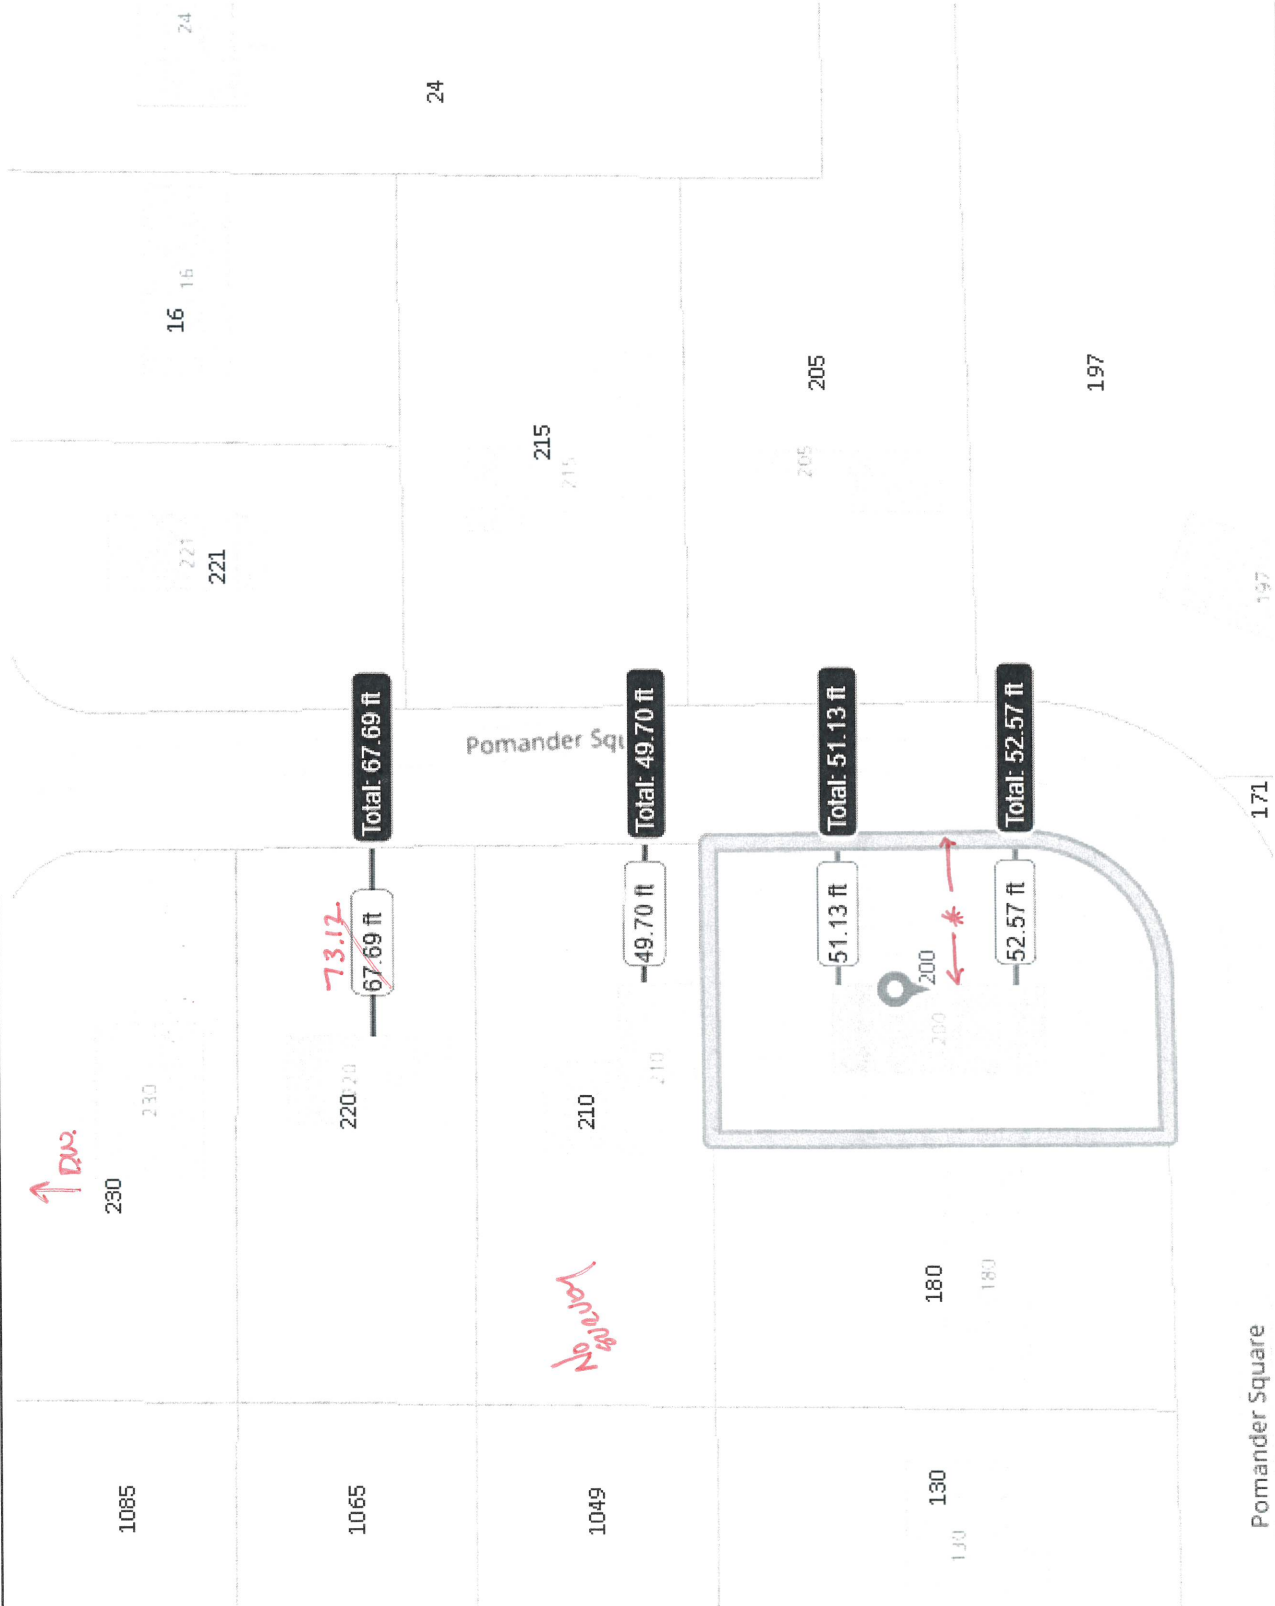 24
24
16
16
221
221
215
215
205
205
197
197
171
Pomander Squ
Total: 67.69 ft
Total: 49.70 ft
Total: 51.13 ft
Total: 52.57 ft
73.12
67.69 ft
49.70 ft
51.13 ft
52.57 ft
*
200
200
230
220
220
210
210
↑ D.W.
230
No
survey
180
180
1085
1065
1049
130
130
Pomander Square